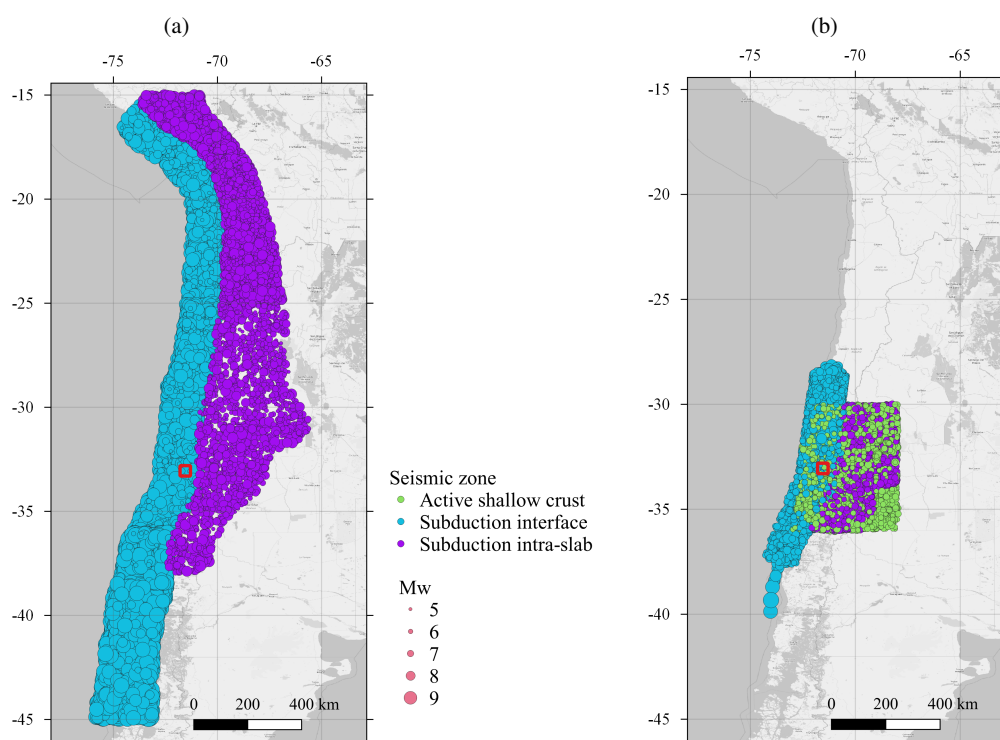 (a)
-75 -70 -65
-15
-20
-25
-30
-35
-40
-45
0 200 400 km
Seismic zone
Active shallow crust
Subduction interface
Subduction intra-slab
Mw
5
6
7
8
9
(b)
-75 -70 -65
-15
-20
-25
-30
-35
-40
-45
0 200 400 km